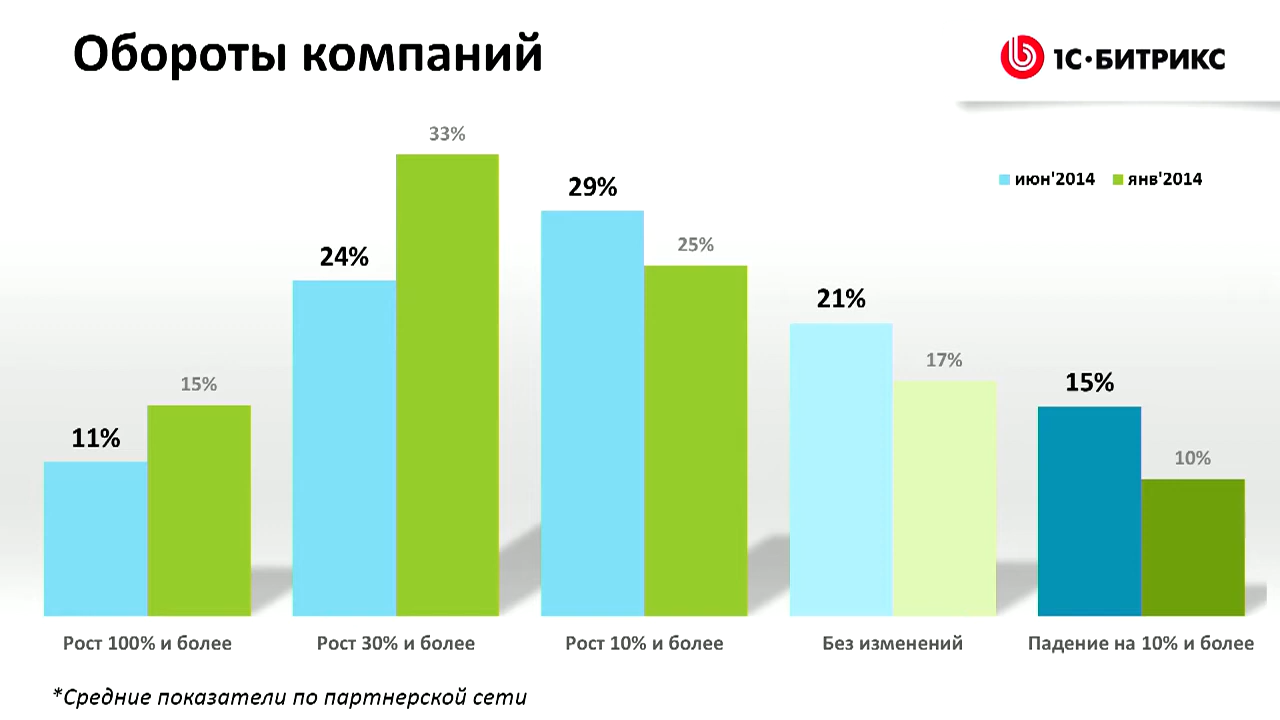 Обороты компаний
1С·БИТРИКС
июн'2014 янв'2014
33%
29%
24%
25%
21%
17%
15%
15%
11%
10%
Рост 100% и более
Рост 30% и более
Рост 10% и более
Без изменений
Падение на 10% и более
*Средние показатели по партнерской сети